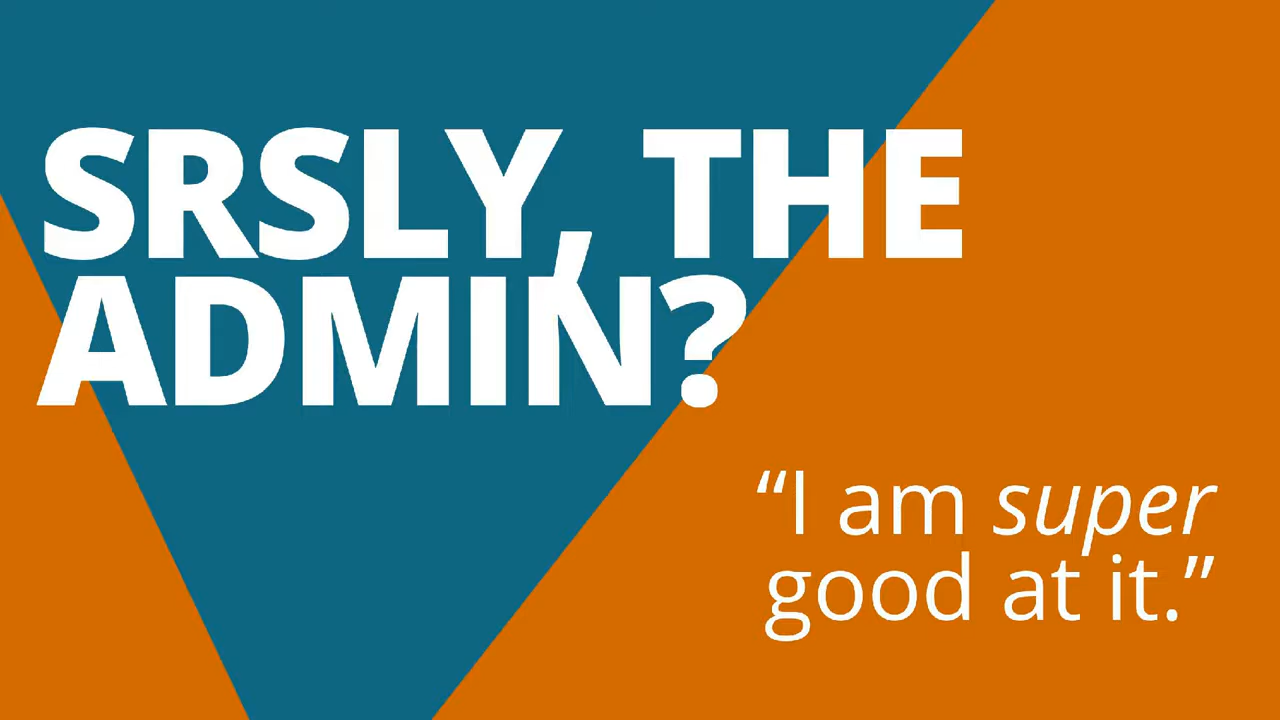 SRSLY, THE
ADMIN?
“I am super
good at it.”